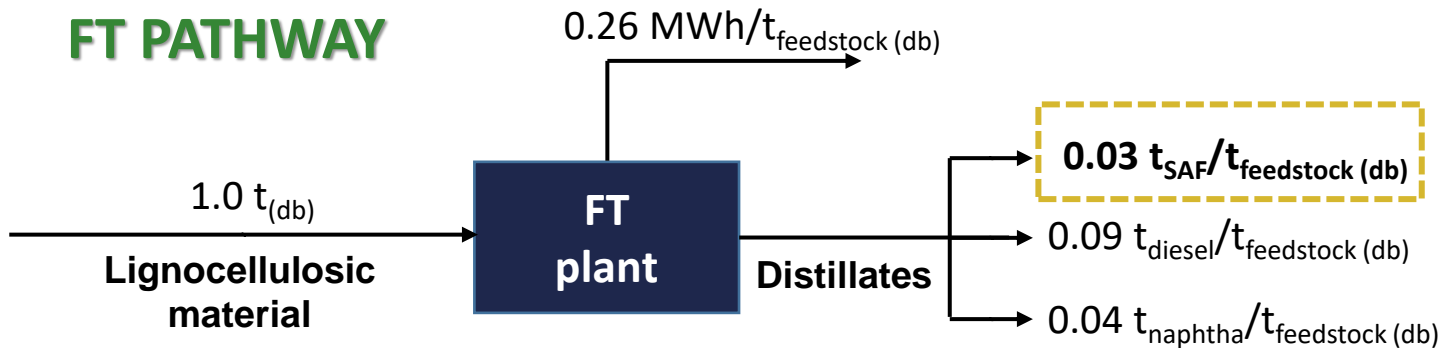 FT PATHWAY
0.26 MWh/t feedstock (db)
1.0 t(db)
Lignocellulosic
material
FT
plant
Distillates
0.03 tSAF/tfeedstock (db)
0.09 tdiesel/tfeedstock (db)
0.04 tnaphtha/tfeedstock (db)